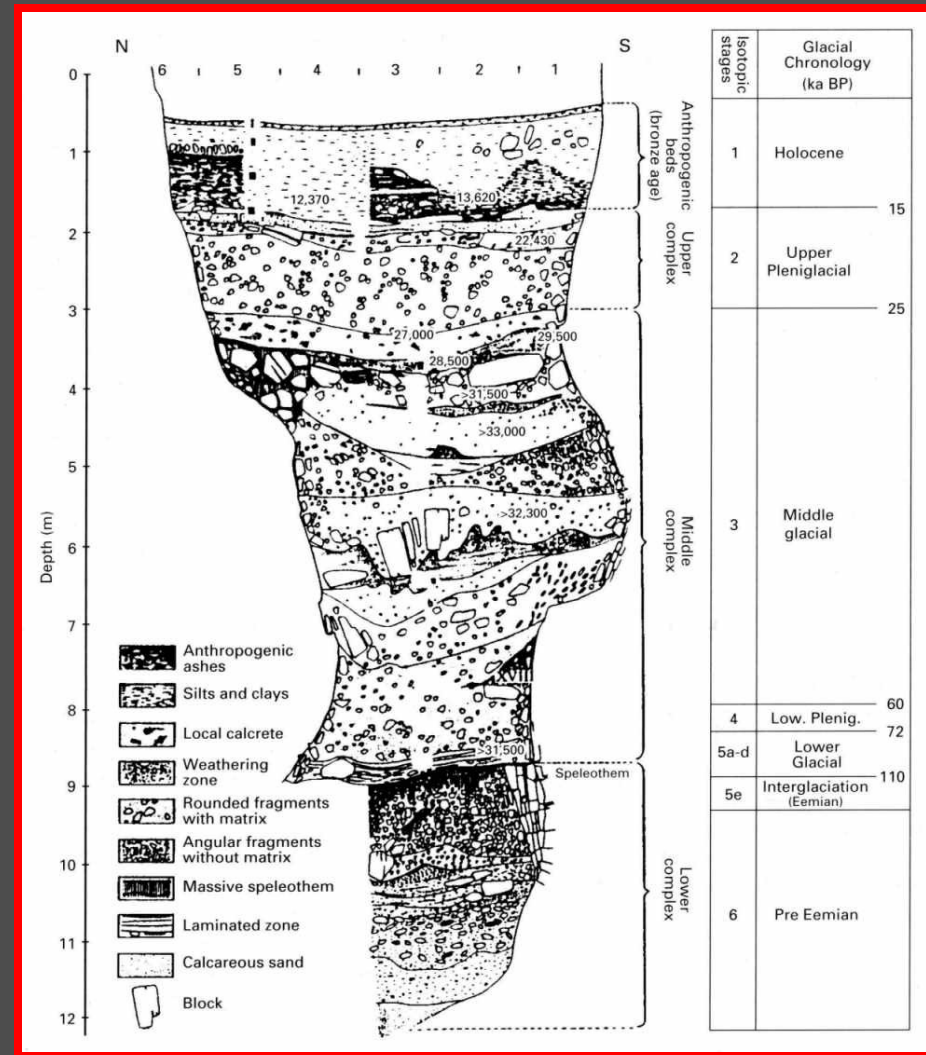 N
S
6 5 4 3 2 1
Depth (m)
0
1
2
3
4
5
6
7
8
9
10
11
12
12,370
13,620
22,430
27,000
29,500
28,500
>31,500
>33,000
>32,300
>31,500
Speleothem
Anthropogenic
beds
(bronze age)
Upper
complex
Middle
complex
Lower
complex
Anthropogenic
ashes
Silts and clays
Local calcrete
Weathering
zone
Rounded fragments
with matrix
Angular fragments
without matrix
Massive speleothem
Laminated zone
Calcareous sand
Block
Isotopic
stages
Glacial
Chronology
(ka BP)
1 Holocene
15
2 Upper
Pleniglacial
25
3 Middle
glacial
60
4 Low. Plenig.
72
5a-d Lower
Glacial
110
5e Interglaciation
(Eemian)
6 Pre Eemian